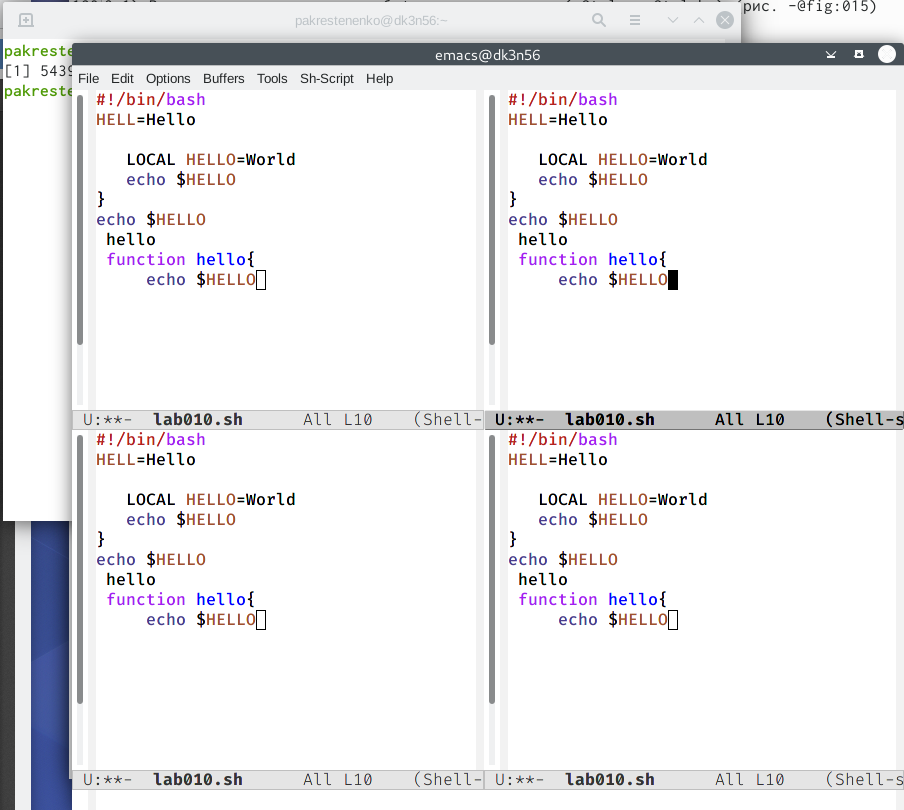 (рис. -@fig:015)
pakrestenenko@dk3n56:~
pakreste
[1] 5439
pakreste
emacs@dk3n56
File Edit Options Buffers Tools Sh-Script Help
#!/bin/bash
HELL=Hello
LOCAL HELLO=World
echo $HELLO
}
echo $HELLO
hello
function hello{
echo $HELLO
U:**- lab010.sh All L10 (Shell-
#!/bin/bash
HELL=Hello
LOCAL HELLO=World
echo $HELLO
}
echo $HELLO
hello
function hello{
echo $HELLO
U:**- lab010.sh All L10 (Shell-s
#!/bin/bash
HELL=Hello
LOCAL HELLO=World
echo $HELLO
}
echo $HELLO
hello
function hello{
echo $HELLO
U:**- lab010.sh All L10 (Shell-
#!/bin/bash
HELL=Hello
LOCAL HELLO=World
echo $HELLO
}
echo $HELLO
hello
function hello{
echo $HELLO
U:**- lab010.sh All L10 (Shell-s